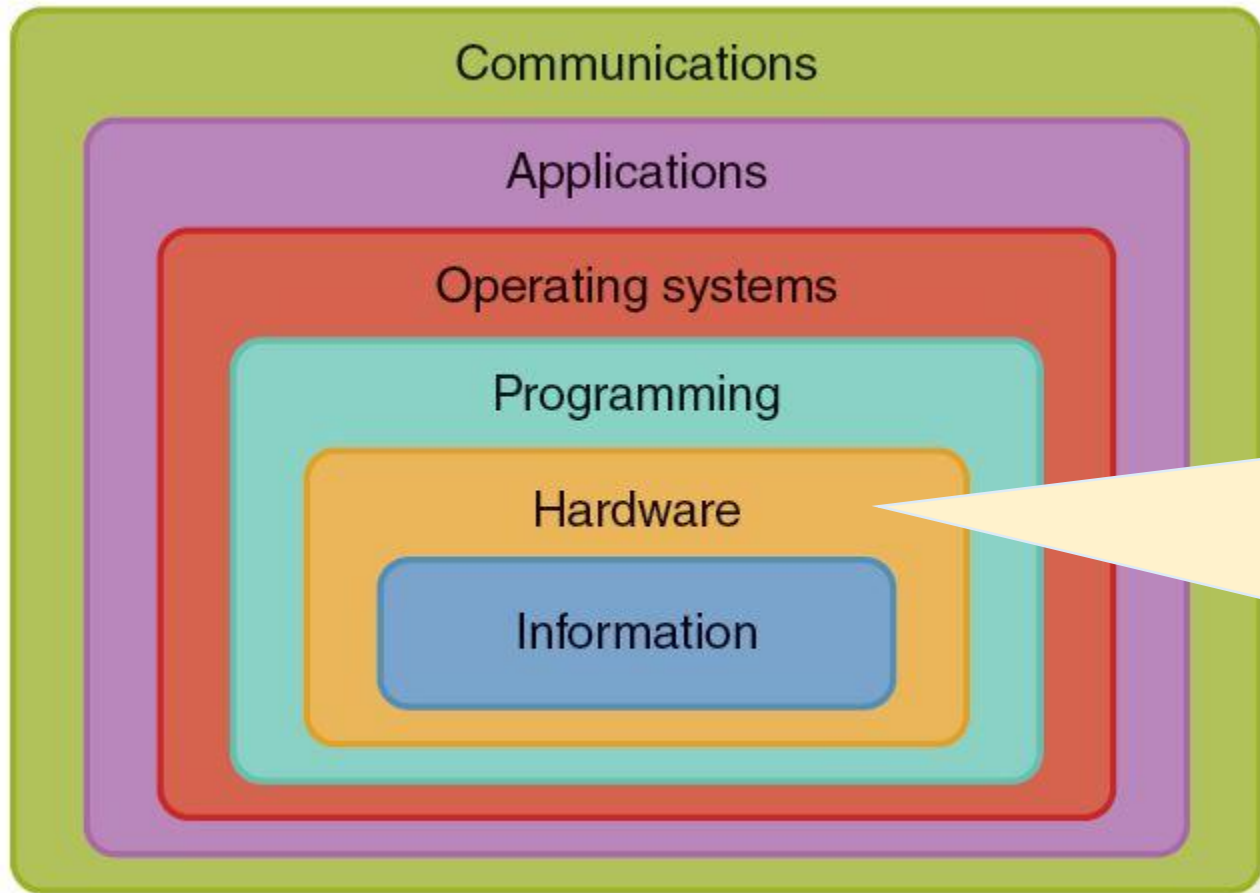 Communications
Applications
Operating systems
Programming
Hardware
Information